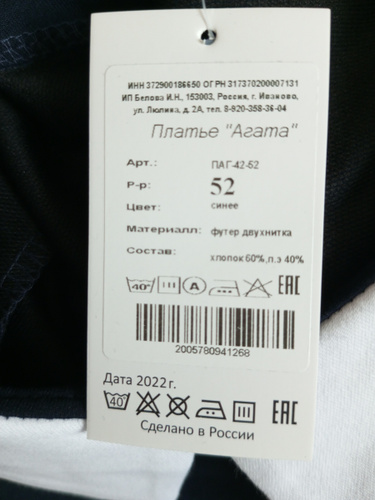 ИНН 372900186650 ОГРН 317370200007131
ИП Белова И.Н., 153003, Россия, г. Иваново,
ул. Люлина, д. 2А, тел. 8-920-358-36-04
Платье "Агата"
Арт.: ПАГ-42-52
Р-р: 52
Цвет: синее
Материалл: футер двухнитка
Состав: хлопок 60%,п.э 40%
40° A EAC
2005780941268
Дата 2022 г.
40 EAC
Сделано в России